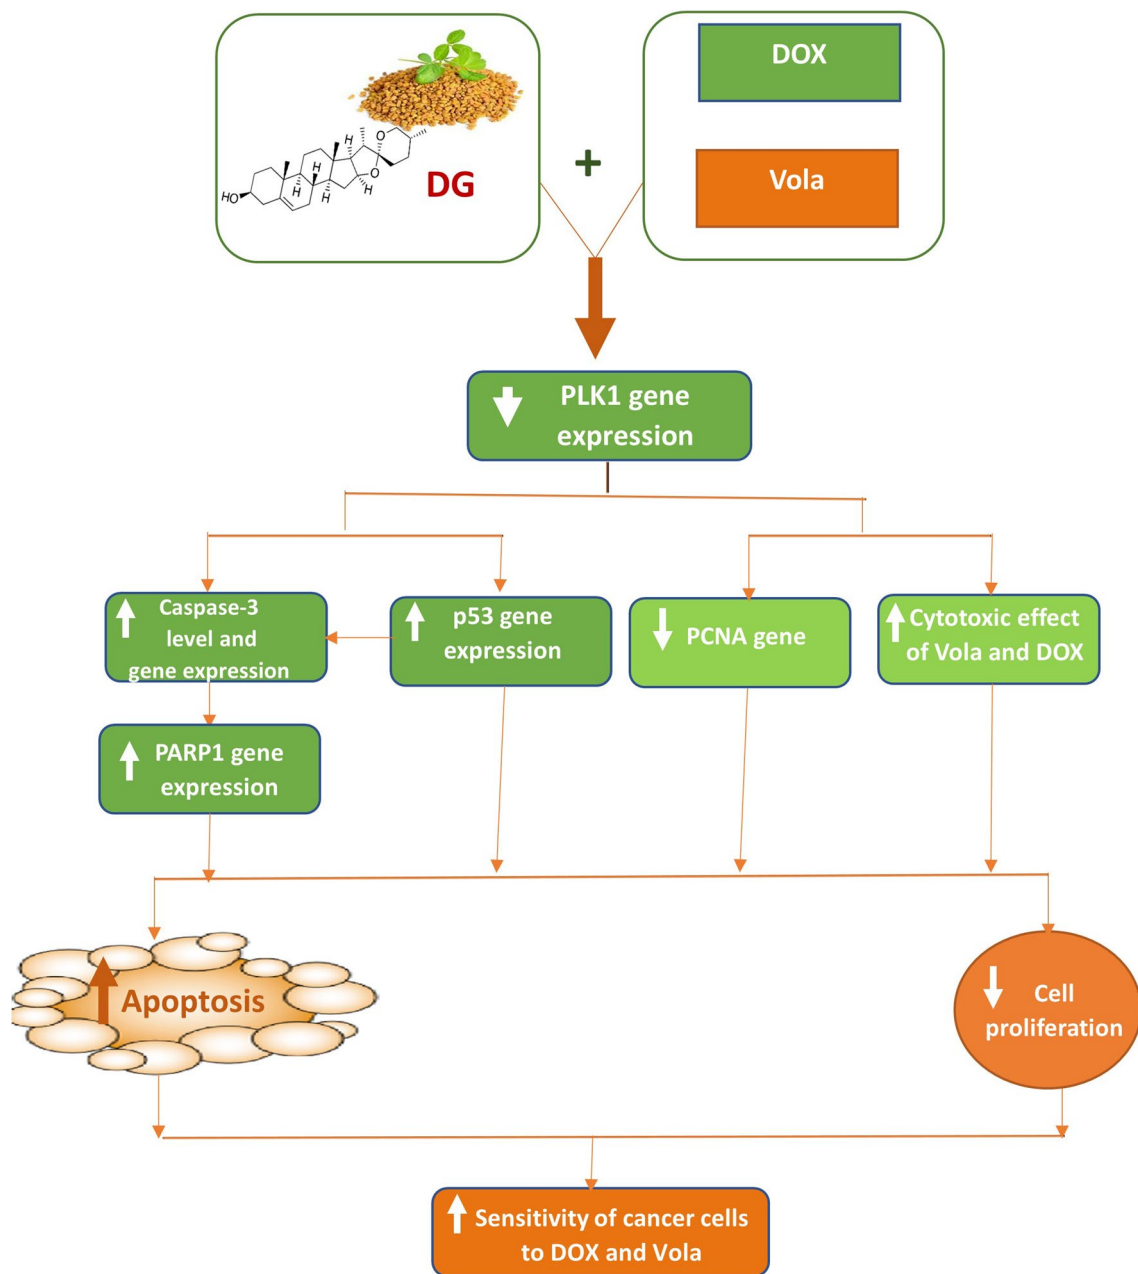 DOX
Vola
+
H
H
H
H
H
O
O
HO
DG
PLK1 gene
expression
Caspase-3
level and
gene expression
p53 gene
expression
PCNA gene
Cytotoxic effect
of Vola and DOX
PARP1 gene
expression
Apoptosis
Cell
proliferation
Sensitivity of cancer cells
to DOX and Vola